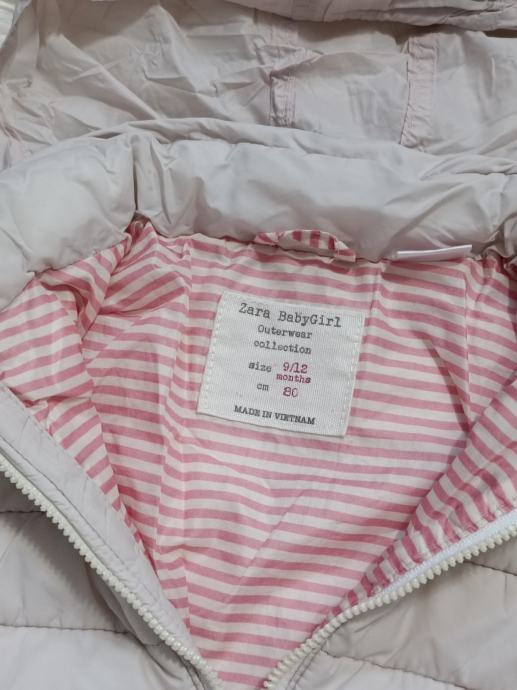 Zara BabyGirl
Outerwear
collection
size 9/12
months
cm 80
MADE IN VIETNAM